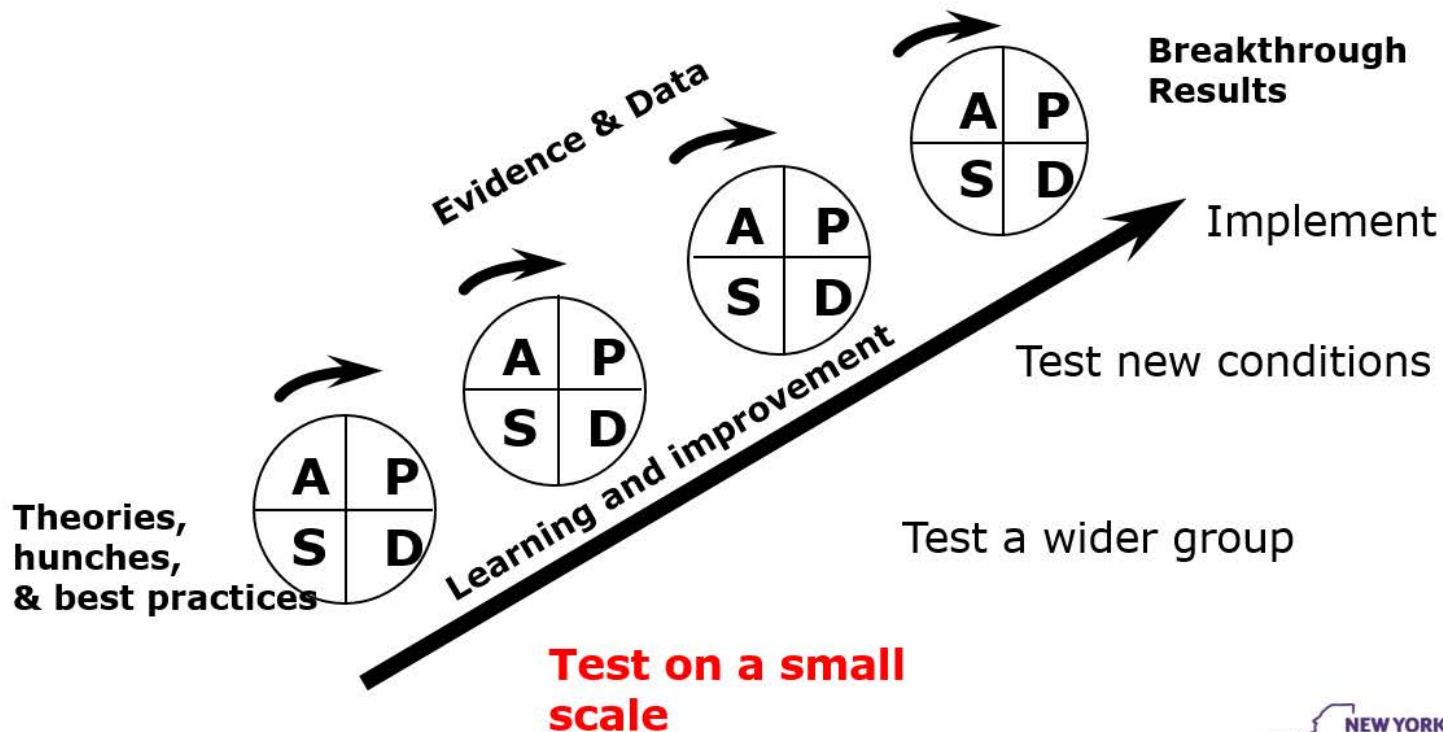 Breakthrough
Results
Evidence & Data
A P
S D
Implement
A P
S D
A P
S D
Test new conditions
A P
S D
Learning and improvement
Theories,
hunches,
& best practices
Test a wider group
Test on a small
scale
NEW YORK